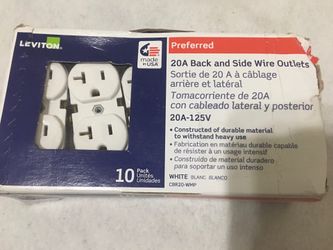 LEVITON
made in
USA
Preferred
20A Back and Side Wire Outlets
Sortie de 20 A à câblage
arrière et latéral
Tomacorriente de 20A
con cableado lateral y posterior
20A-125V
• Constructed of durable material
to withstand heavy use
• Fabrication en matériau durable capable
de résister à un usage intensif
• Construido de material duradero
para soportar un uso intenso
10 Pack
Unités
Unidades
WHITE BLANC BLANCO
CBR20-WMP